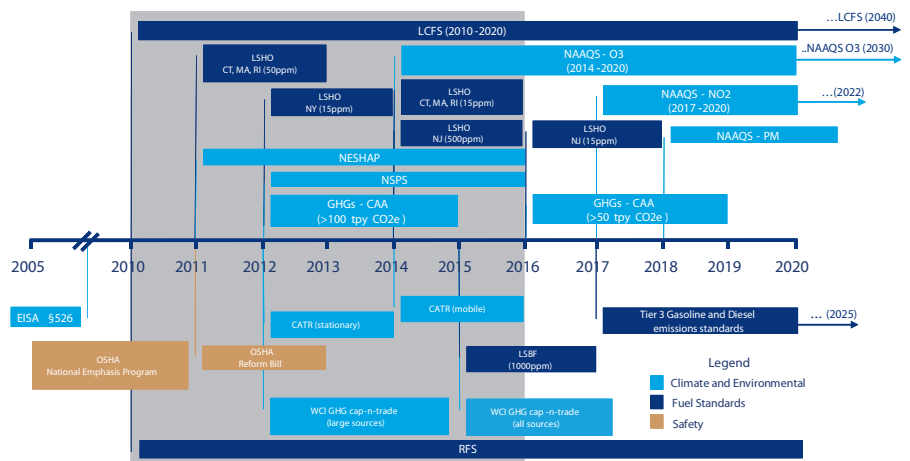 ...LCFS (2040)
LCFS (2010 -2020)
LSHO
CT, MA, RI (50ppm)
NAAQS - O3
(2014 -2020)
..NAAQS O3 (2030)
LSHO
NY (15ppm)
LSHO
CT, MA, RI (15ppm)
NAAQS - NO2
(2017 -2020)
...(2022)
LSHO
NJ (500ppm)
LSHO
NJ (15ppm)
NAAQS - PM
NESHAP
NSPS
GHGs - CAA
(>100 tpy CO2e )
GHGs - CAA
(>50 tpy CO2e )
2005 2010 2011 2012 2013 2014 2015 2016 2017 2018 2019 2020
EISA §526
CATR (stationary)
CATR (mobile)
Tier 3 Gasoline and Diesel
emissions standards
... (2025)
OSHA
National Emphasis Program
OSHA
Reform Bill
LSBF
(1000ppm)
WCI GHG cap-n-trade
(large sources)
WCI GHG cap-n-trade
(all sources)
Legend
Climate and Environmental
Fuel Standards
Safety
RFS